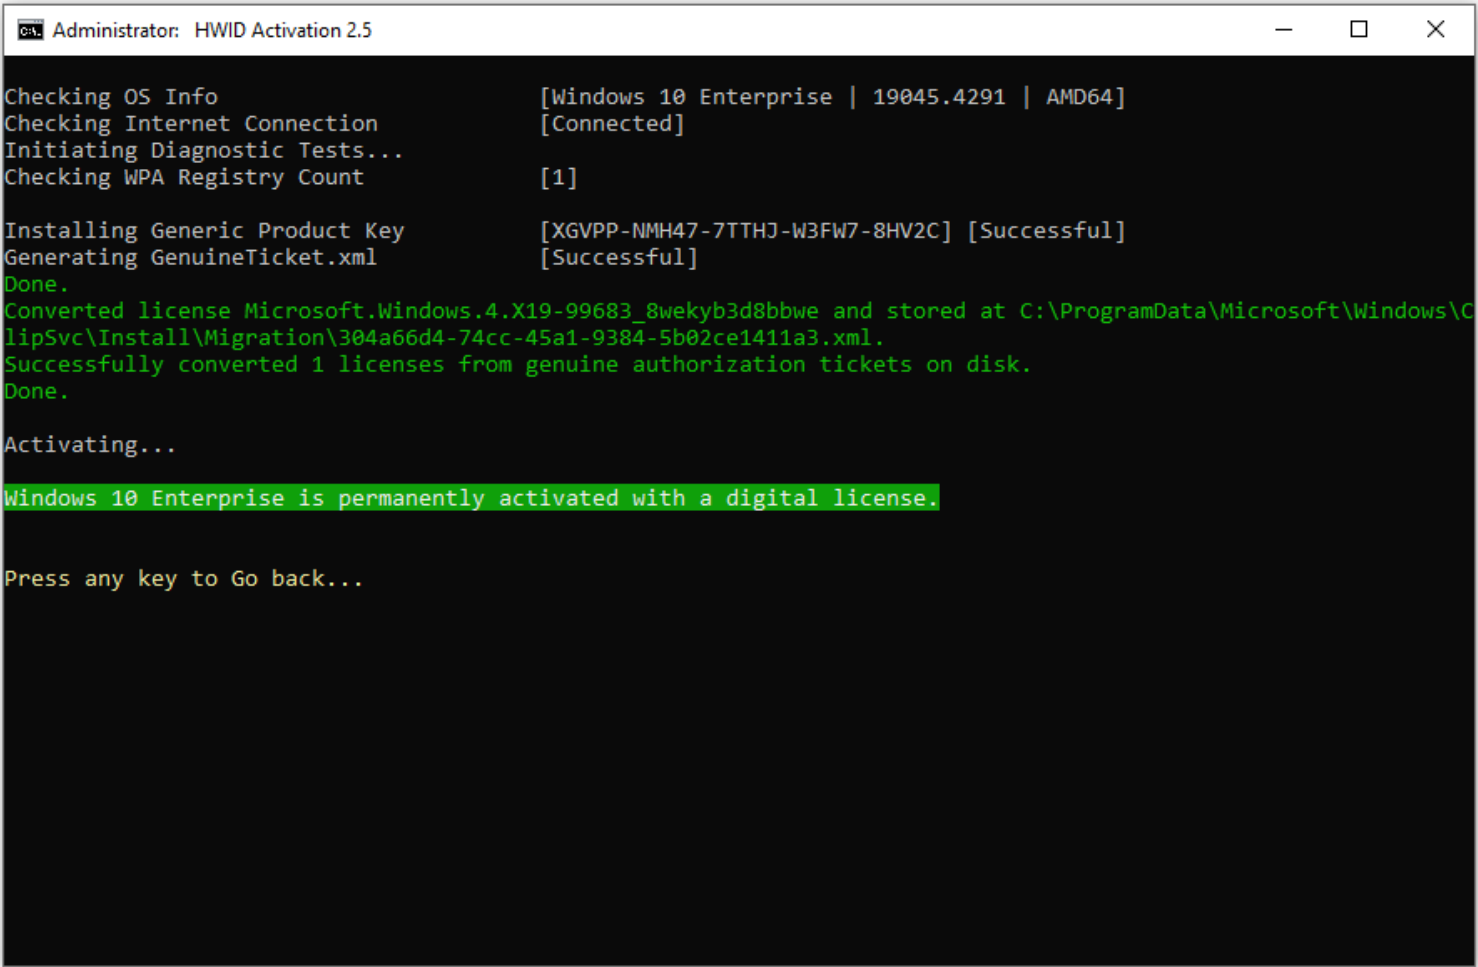 Administrator: HWID Activation 2.5
Checking OS Info [Windows 10 Enterprise | 19045.4291 | AMD64]
Checking Internet Connection [Connected]
Initiating Diagnostic Tests...
Checking WPA Registry Count [1]
Installing Generic Product Key [XGVPP-NMH47-7TTHJ-W3FW7-8HV2C] [Successful]
Generating GenuineTicket.xml [Successful]
Done.
Converted license Microsoft.Windows.4.X19-99683_8wekyb3d8bbwe and stored at C:\ProgramData\Microsoft\Windows\C
lipSvc\Install\Migration\304a66d4-74cc-45a1-9384-5b02ce1411a3.xml.
Successfully converted 1 licenses from genuine authorization tickets on disk.
Done.
Activating...
Windows 10 Enterprise is permanently activated with a digital license.
Press any key to Go back...